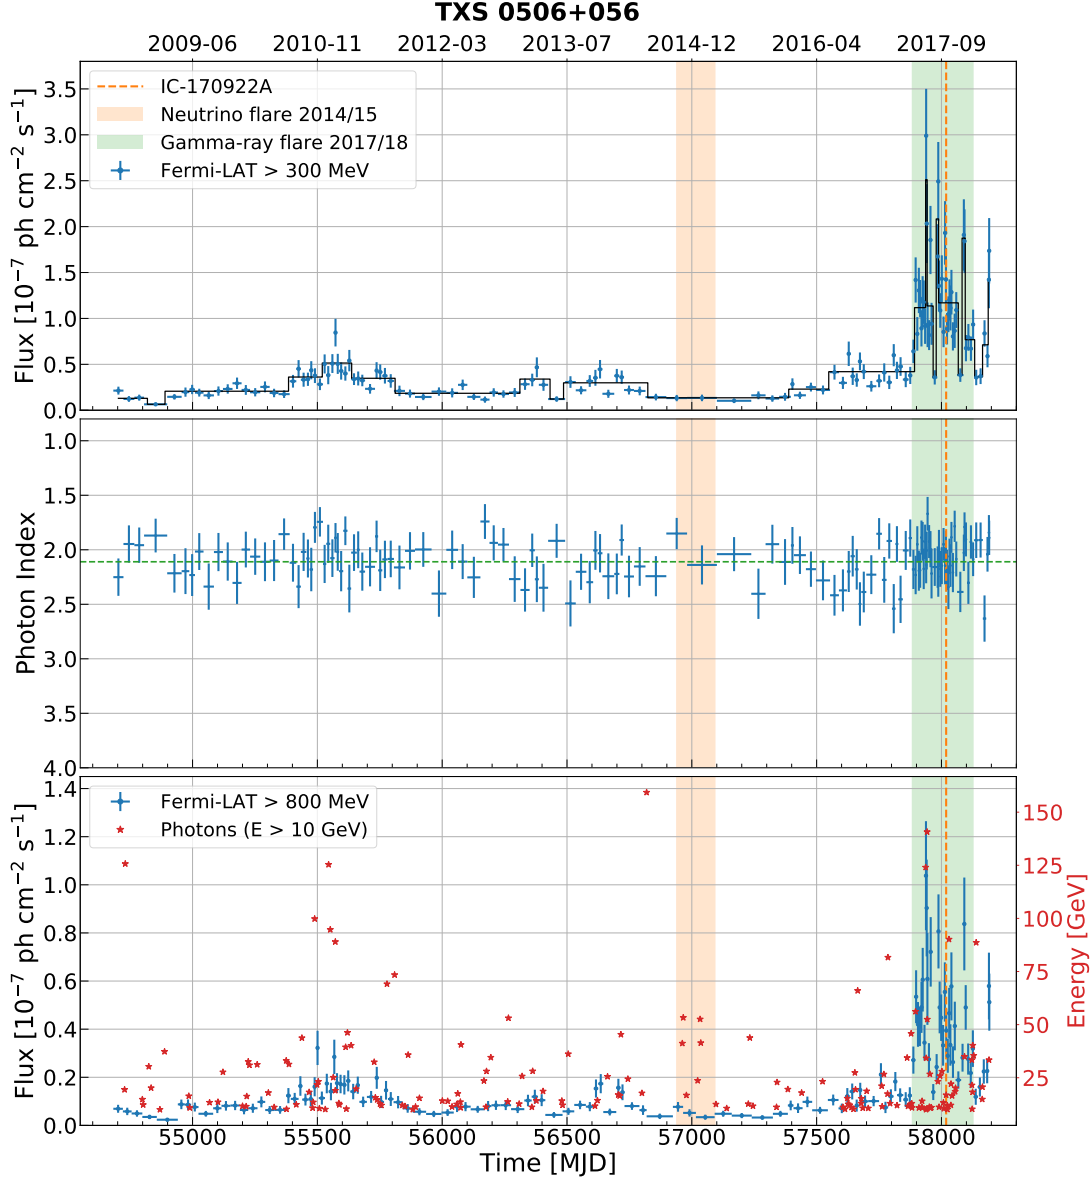 TXS 0506+056
2009-06 2010-11 2012-03 2013-07 2014-12 2016-04 2017-09
IC-170922A
Neutrino flare 2014/15
Gamma-ray flare 2017/18
Fermi-LAT > 300 MeV
Flux [10⁻⁷ ph cm⁻² s⁻¹]
3.5
3.0
2.5
2.0
1.5
1.0
0.5
0.0
Photon Index
1.0
1.5
2.0
2.5
3.0
3.5
4.0
Fermi-LAT > 800 MeV
Photons (E > 10 GeV)
Flux [10⁻⁷ ph cm⁻² s⁻¹]
1.4
1.2
1.0
0.8
0.6
0.4
0.2
0.0
150
125
100
75
50
25
Energy [GeV]
55000 55500 56000 56500 57000 57500 58000
Time [MJD]